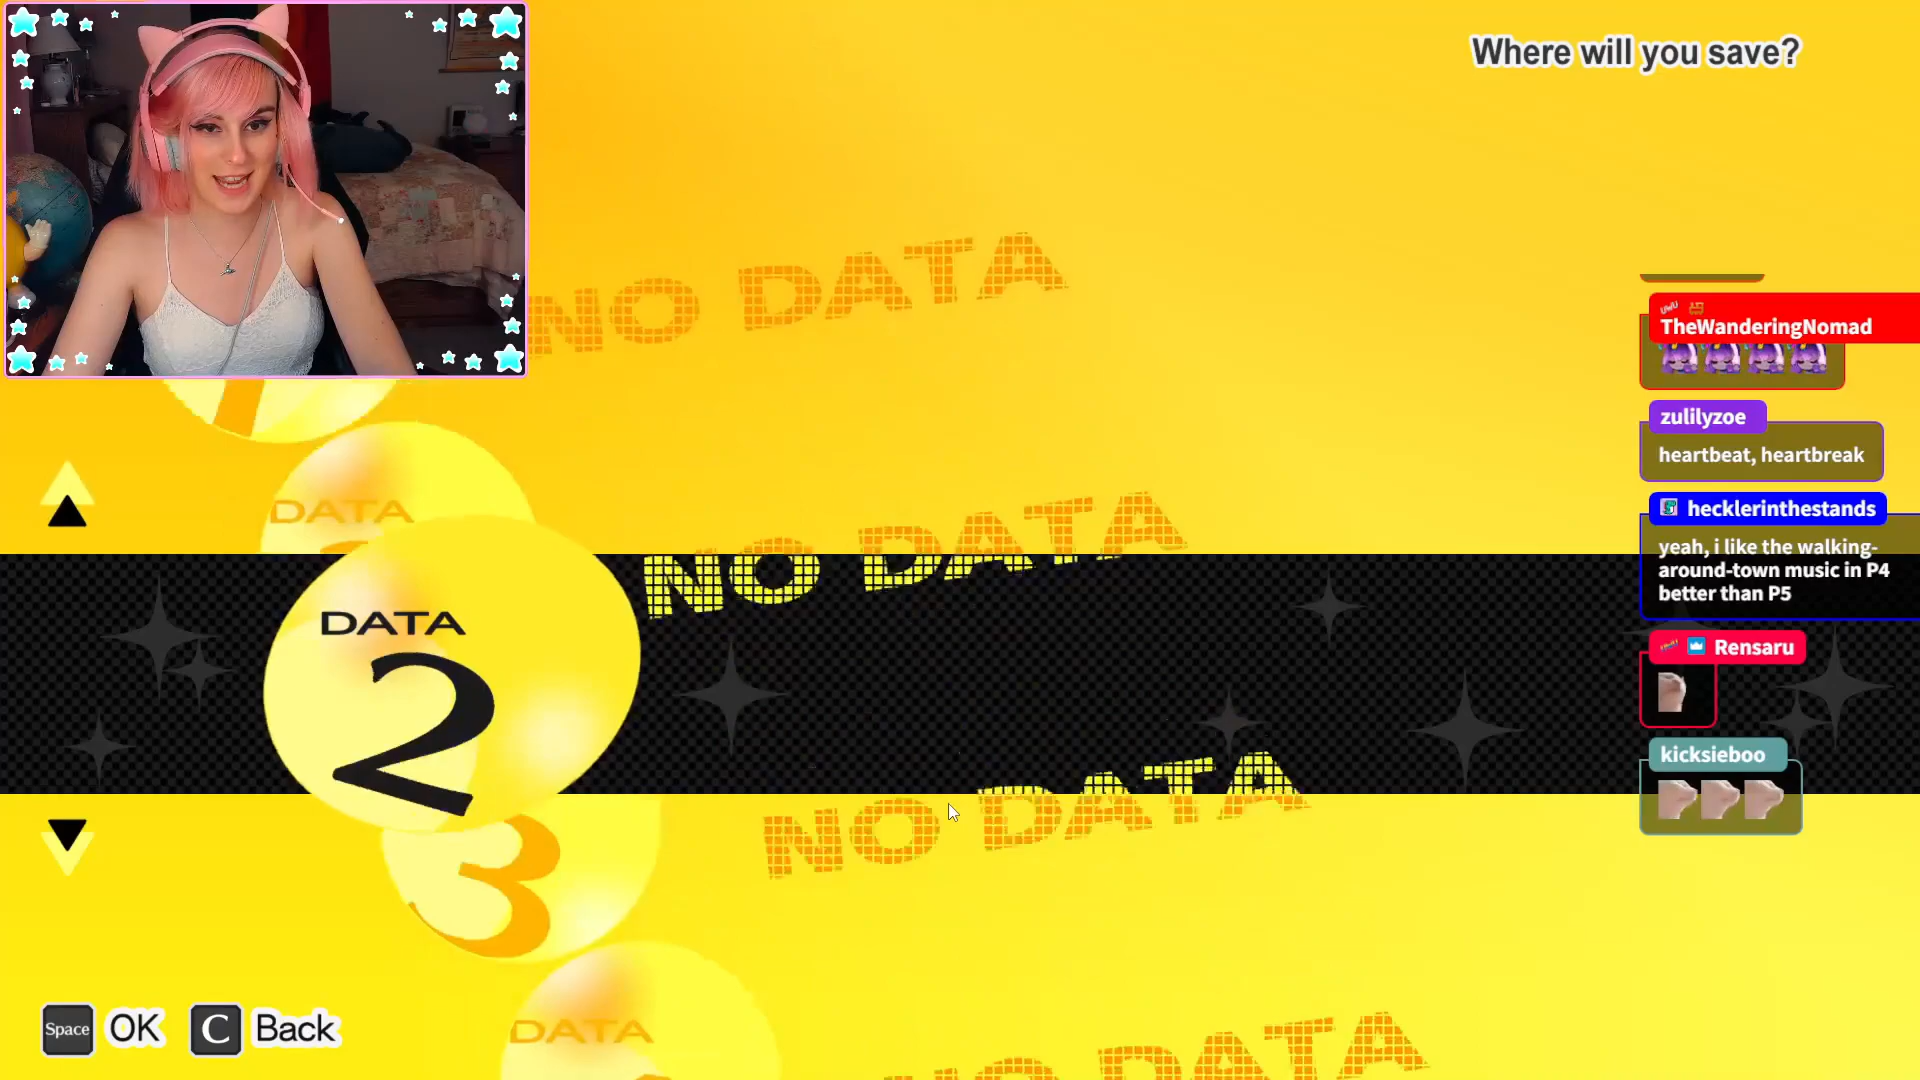 Where will you save?
NO DATA
DATA
NO DATA
DATA
2
NO DATA
3
DATA
NO DATA
TheWanderingNomad
zulilyzoe
heartbeat, heartbreak
hecklerinthestands
yeah, i like the walking-
around-town music in P4
better than P5
Rensaru
kicksieboo
Space OK C Back